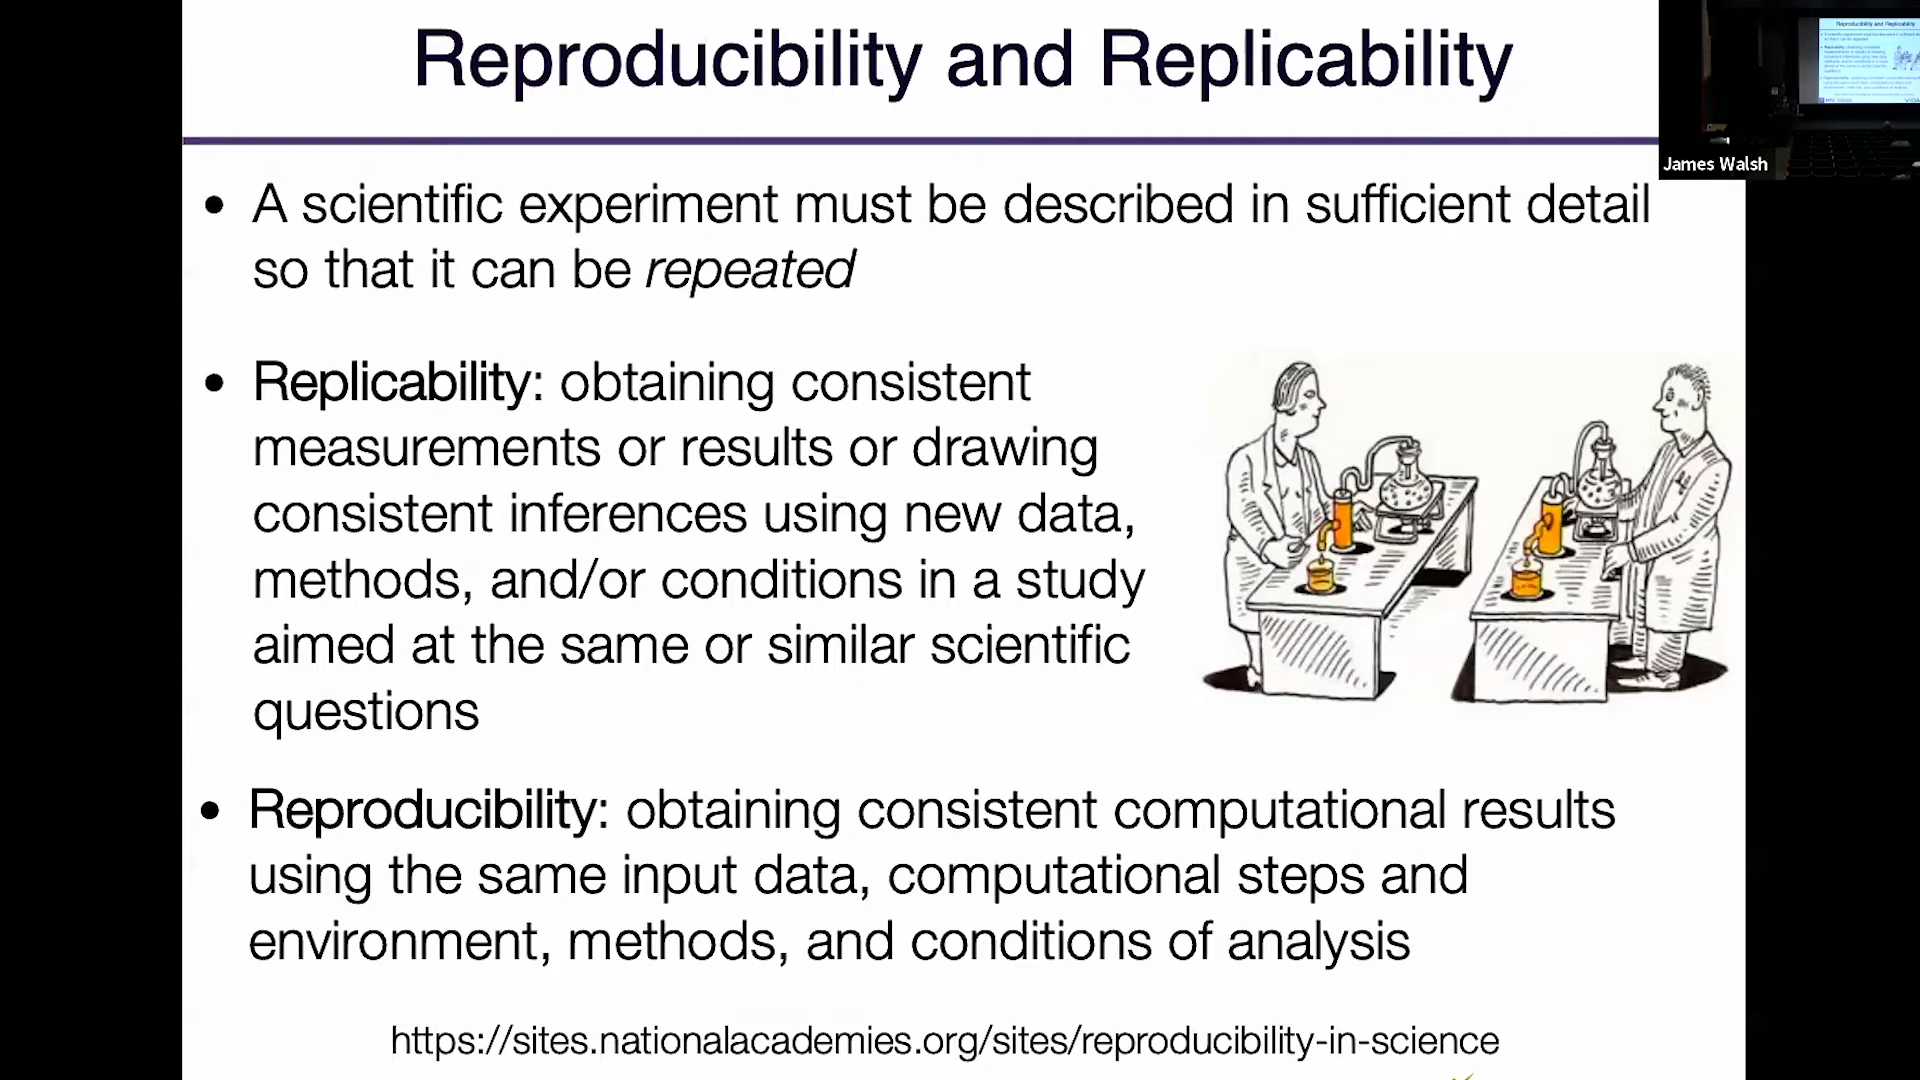 Reproducibility and Replicability
James Walsh
• A scientific experiment must be described in sufficient detail
so that it can be repeated
• Replicability: obtaining consistent
measurements or results or drawing
consistent inferences using new data,
methods, and/or conditions in a study
aimed at the same or similar scientific
questions
• Reproducibility: obtaining consistent computational results
using the same input data, computational steps and
environment, methods, and conditions of analysis
https://sites.nationalacademies.org/sites/reproducibility-in-science